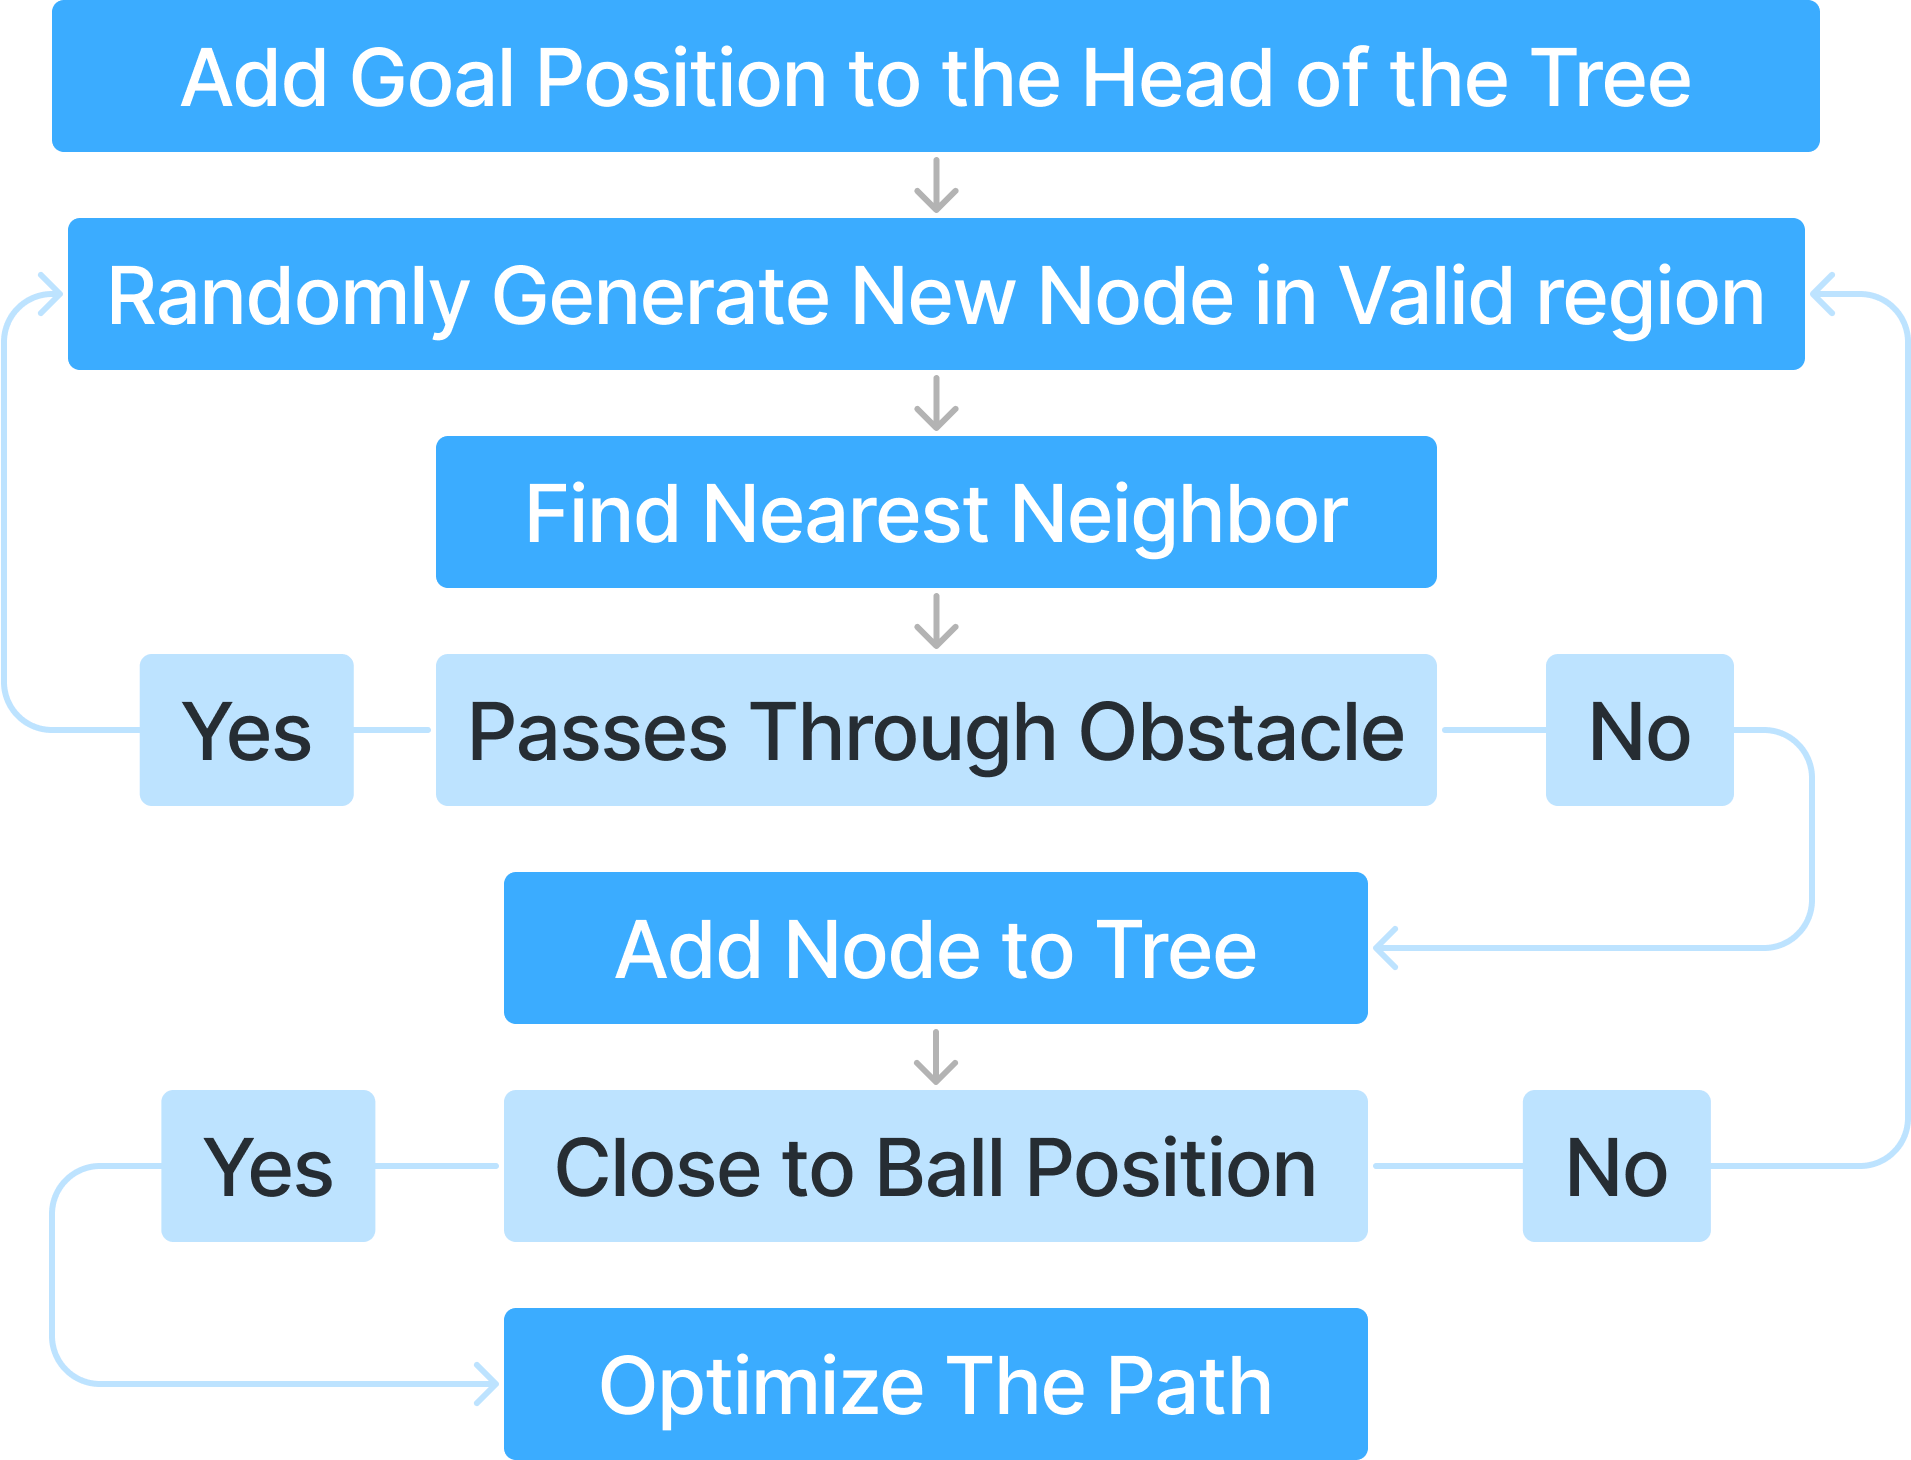 Add Goal Position to the Head of the Tree
Randomly Generate New Node in Valid region
Find Nearest Neighbor
Yes
Passes Through Obstacle
No
Add Node to Tree
Yes
Close to Ball Position
No
Optimize The Path